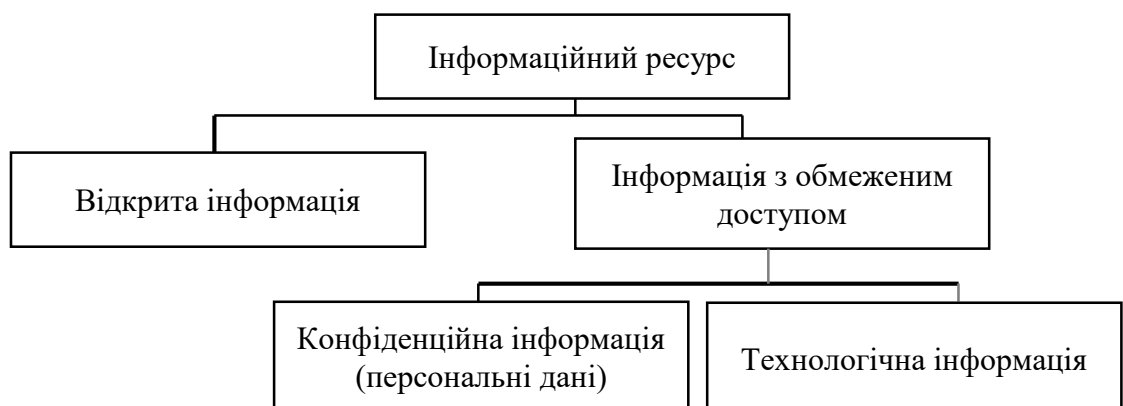 Інформаційний ресурс
Відкрита інформація
Інформація з обмеженим
доступом
Конфіденційна інформація
(персональні дані)
Технологічна інформація